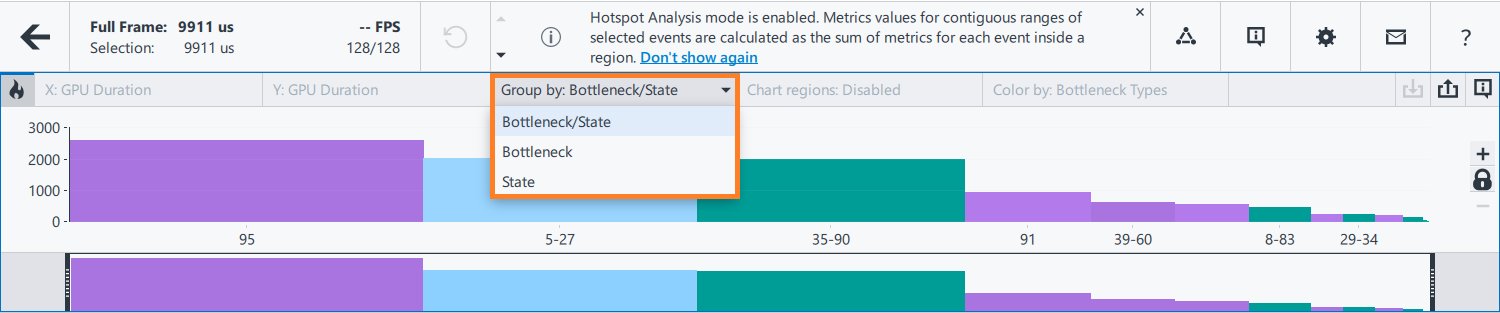 Full Frame: 9911 us -- FPS
Selection: 9911 us 128/128
Hotspot Analysis mode is enabled. Metrics values for contiguous ranges of
selected events are calculated as the sum of metrics for each event inside a
region. Don't show again
X: GPU Duration
Y: GPU Duration
Group by: Bottleneck/State
Chart regions: Disabled
Color by: Bottleneck Types
Bottleneck/State
Bottleneck
State
3000
2000
1000
0
95 5-27 35-90 91 39-60 8-83 29-34